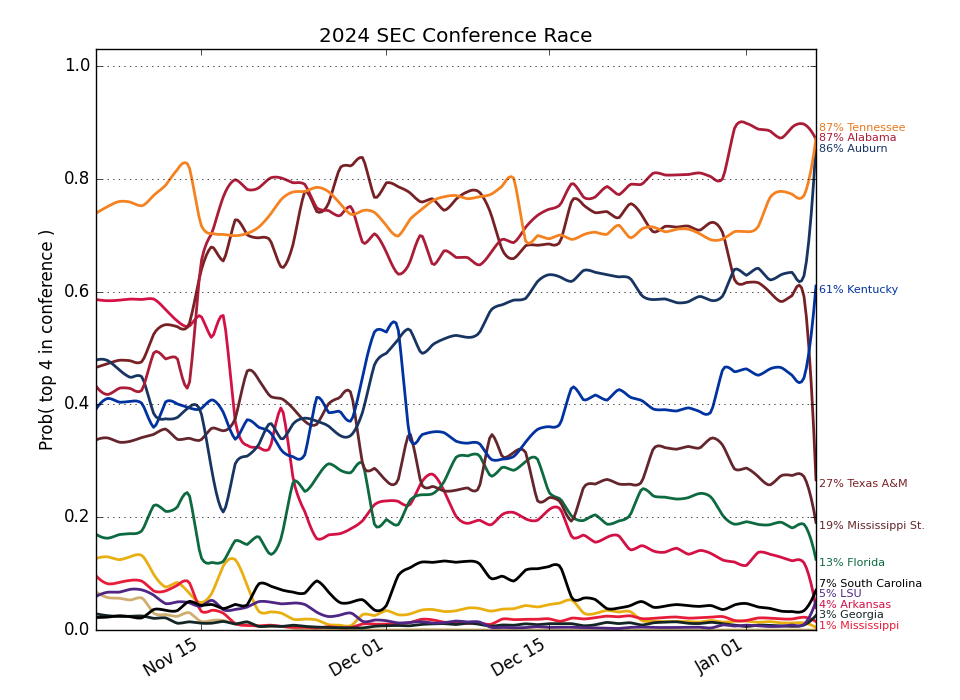 2024 SEC Conference Race
Prob( top 4 in conference )
1.0
0.8
0.6
0.4
0.2
0.0
Nov 15
Dec 01
Dec 15
Jan 01
87% Tennessee
87% Alabama
86% Auburn
61% Kentucky
27% Texas A&M
19% Mississippi St.
13% Florida
7% South Carolina
5% LSU
4% Arkansas
3% Georgia
1% Mississippi